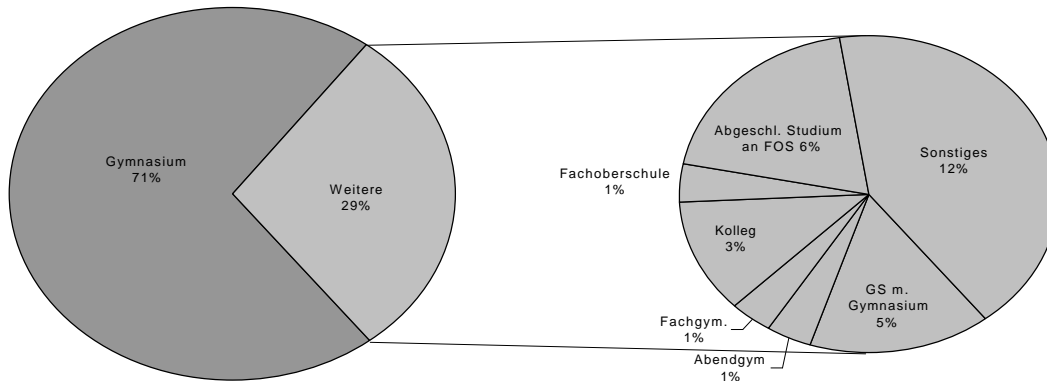 Gymnasium
71%
Weitere
29%
Abgeschl. Studium
an FOS 6%
Sonstiges
12%
Fachoberschule
1%
Kolleg
3%
GS m.
Gymnasium
5%
Fachgym.
1%
Abendgym
1%